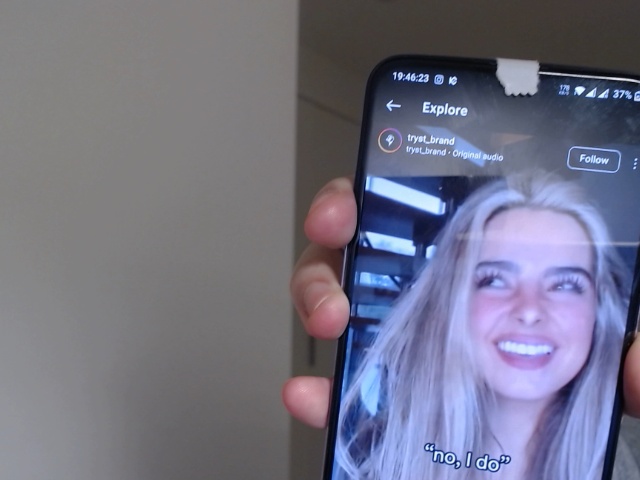 19:46:23
37%
Explore
tryst_brand
tryst_brand · Original audio
Follow
“no, I do”